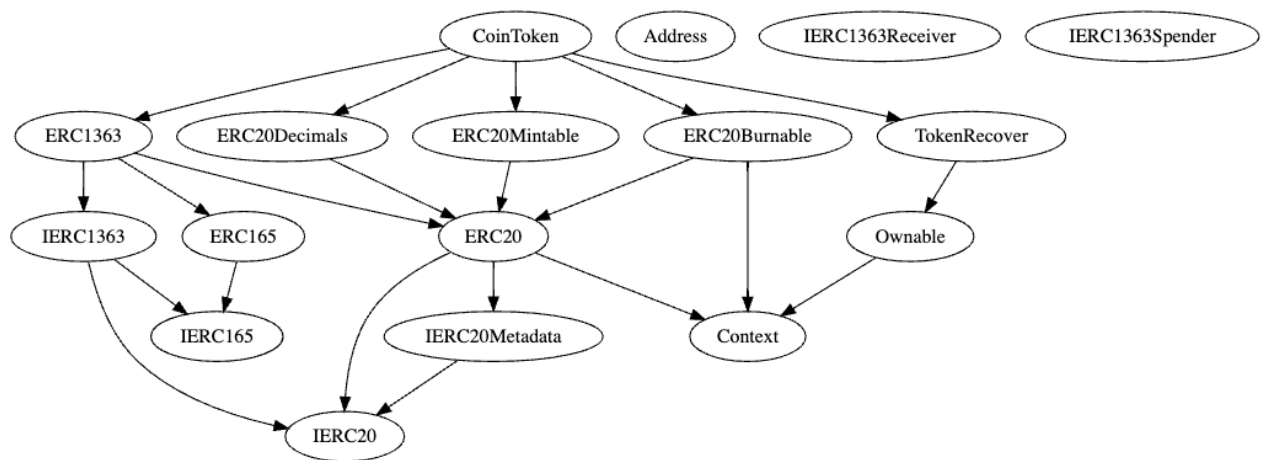 CoinToken
Address
IERC1363Receiver
IERC1363Spender
ERC1363
ERC20Decimals
ERC20Mintable
ERC20Burnable
TokenRecover
IERC1363
ERC165
ERC20
Ownable
IERC165
IERC20Metadata
Context
IERC20